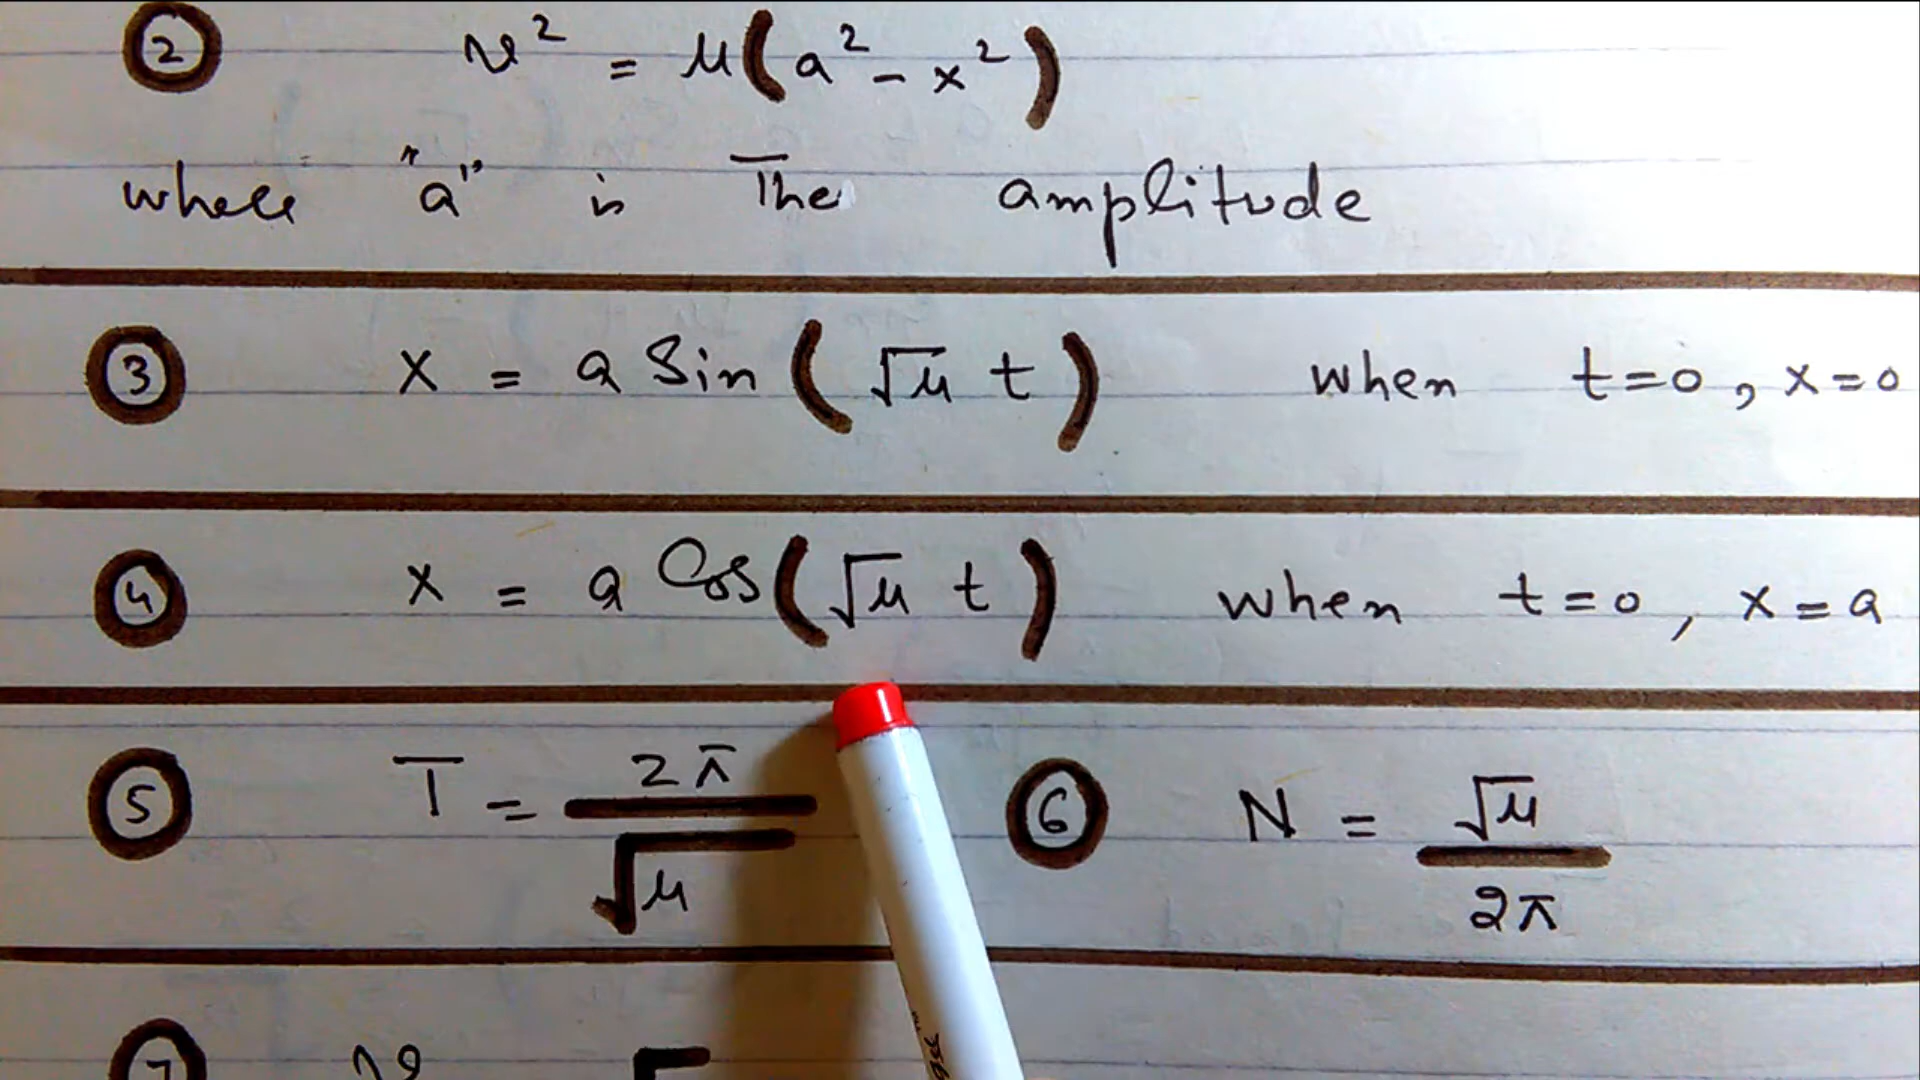 2 v² = μ(a² - x²)
where "a" is The amplitude
3 x = a Sin (√μ t) when t=0, x=0
4 x = a Cos(√μ t) when t=0, x=a
5 T = 2π/√μ 6 N = √μ/2π
7 v √